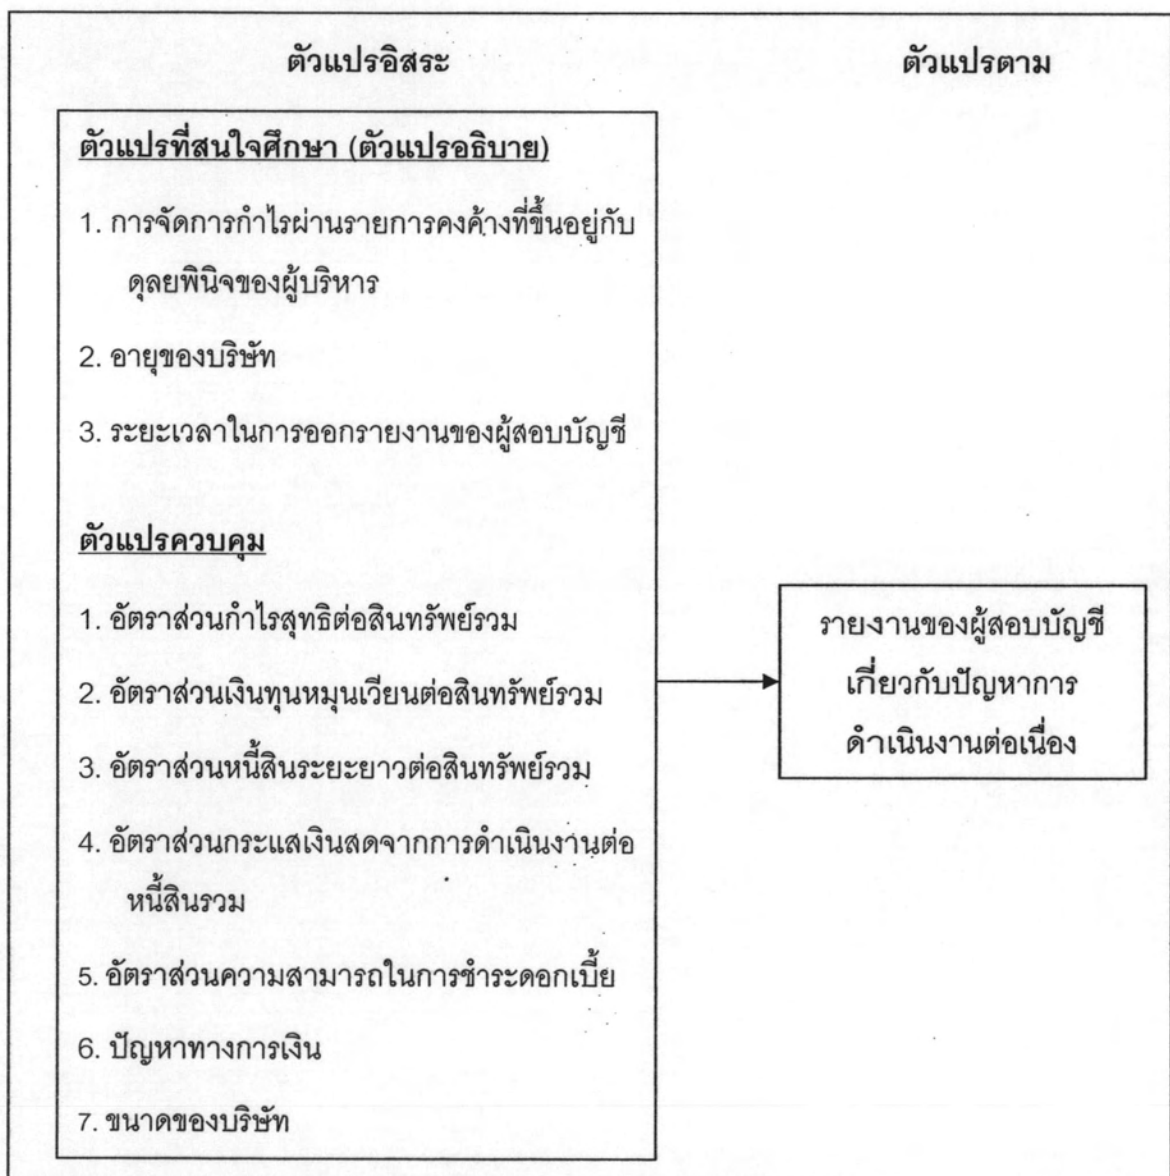 ตัวแปรอิสระ
ตัวแปรตาม
ตัวแปรที่สนใจศึกษา (ตัวแปรอธิบาย)
1. การจัดการกำไรผ่านรายการคงค้างที่ขึ้นอยู่กับ
ดุลยพินิจของผู้บริหาร
2. อายุของบริษัท
3. ระยะเวลาในการออกรายงานของผู้สอบบัญชี
ตัวแปรควบคุม
1. อัตราส่วนกำไรสุทธิต่อสินทรัพย์รวม
2. อัตราส่วนเงินทุนหมุนเวียนต่อสินทรัพย์รวม
3. อัตราส่วนหนี้สินระยะยาวต่อสินทรัพย์รวม
4. อัตราส่วนกระแสเงินสดจากการดำเนินงานต่อ
หนี้สินรวม
5. อัตราส่วนความสามารถในการชำระดอกเบี้ย
6. ปัญหาทางการเงิน
7. ขนาดของบริษัท
รายงานของผู้สอบบัญชี
เกี่ยวกับปัญหาการ
ดำเนินงานต่อเนื่อง